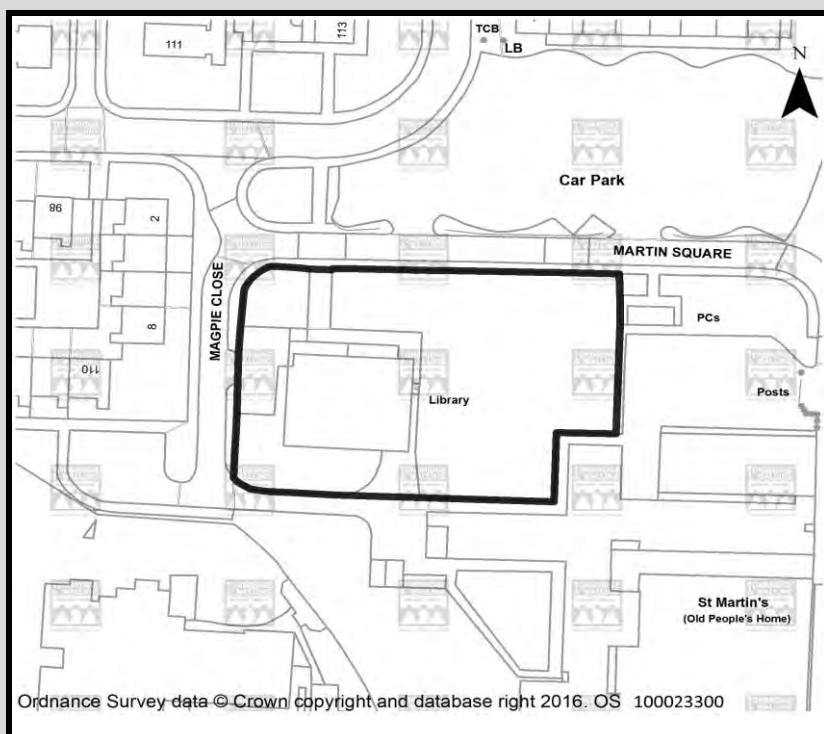 TCB
LB
111
113
N
Car Park
98
2
MARTIN SQUARE
MAGPIE CLOSE
PCs
8
110
Library
Posts
St Martin's
(Old People's Home)
Ordnance Survey data © Crown copyright and database right 2016. OS 100023300